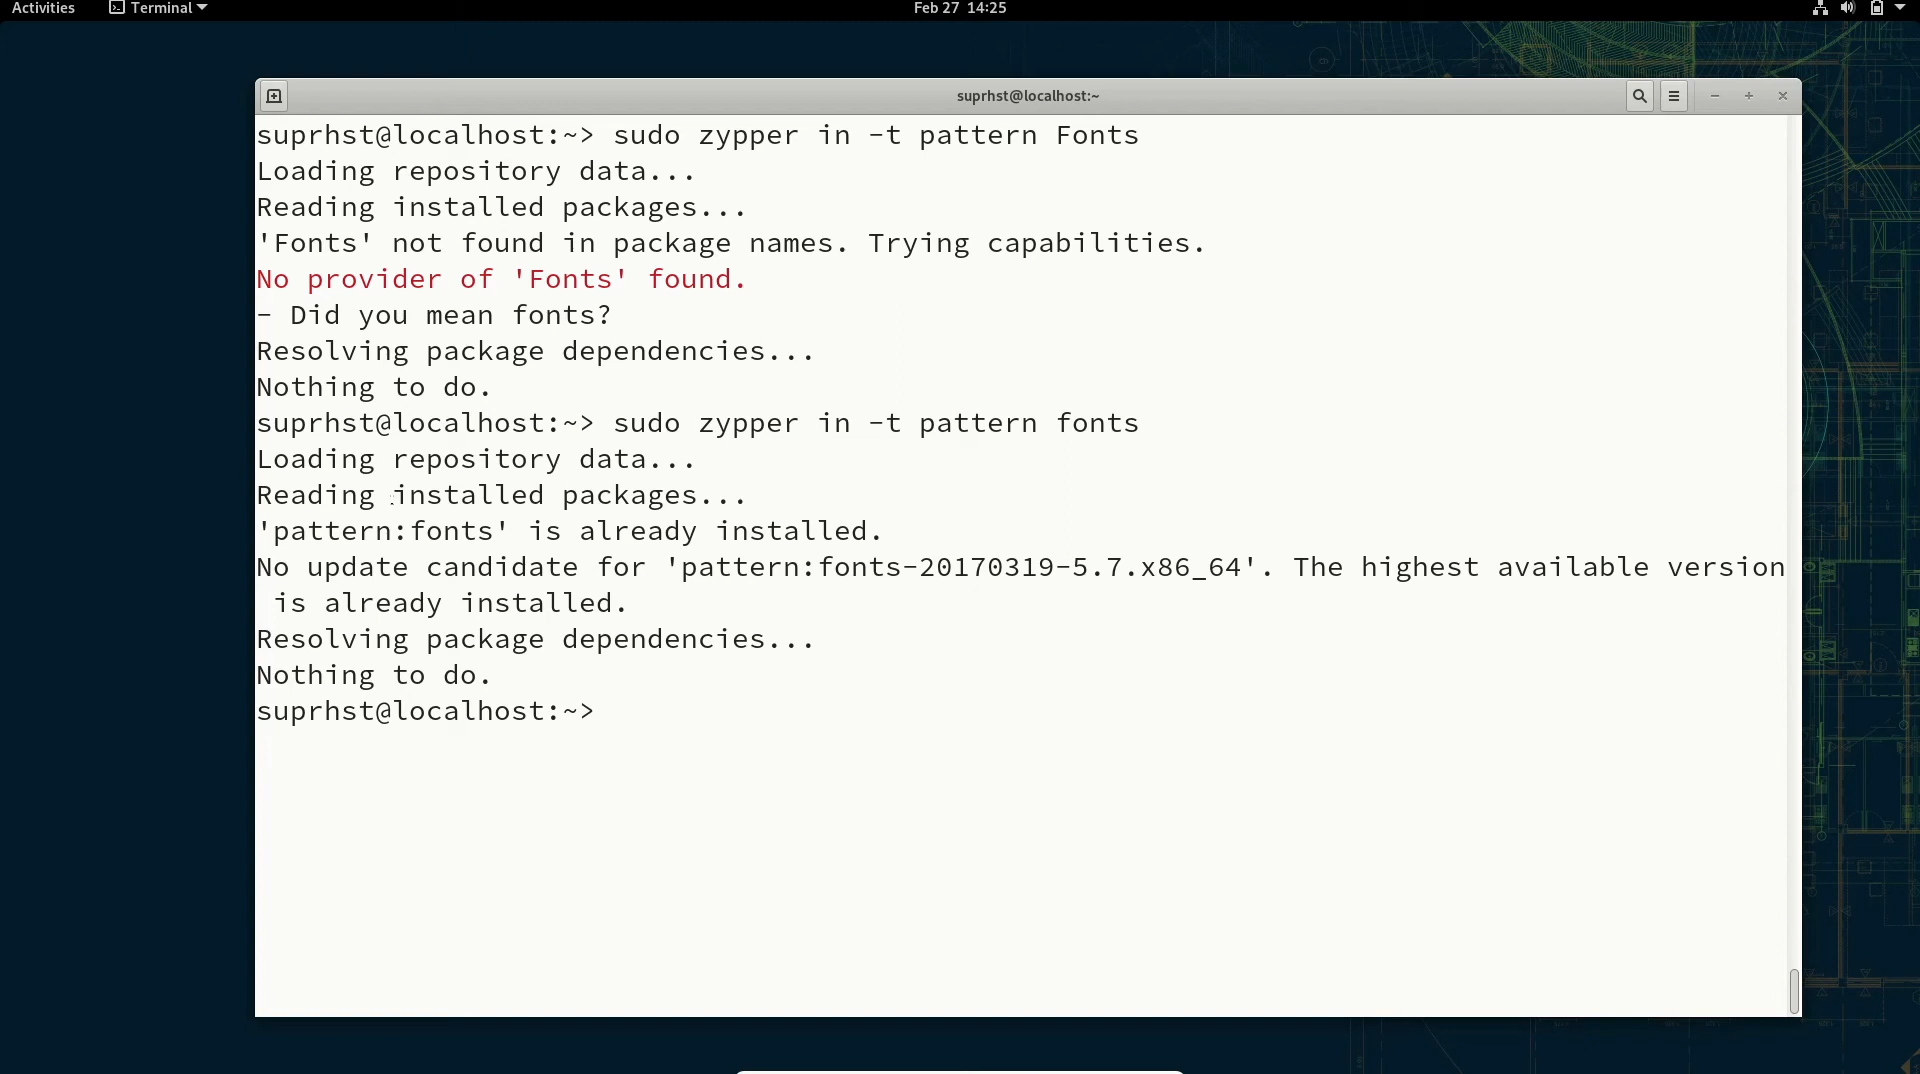 Activities Terminal Feb 27 14:25
suprhst@localhost:~
suprhst@localhost:~> sudo zypper in -t pattern Fonts
Loading repository data...
Reading installed packages...
'Fonts' not found in package names. Trying capabilities.
No provider of 'Fonts' found.
- Did you mean fonts?
Resolving package dependencies...
Nothing to do.
suprhst@localhost:~> sudo zypper in -t pattern fonts
Loading repository data...
Reading installed packages...
'pattern:fonts' is already installed.
No update candidate for 'pattern:fonts-20170319-5.7.x86_64'. The highest available version
is already installed.
Resolving package dependencies...
Nothing to do.
suprhst@localhost:~>